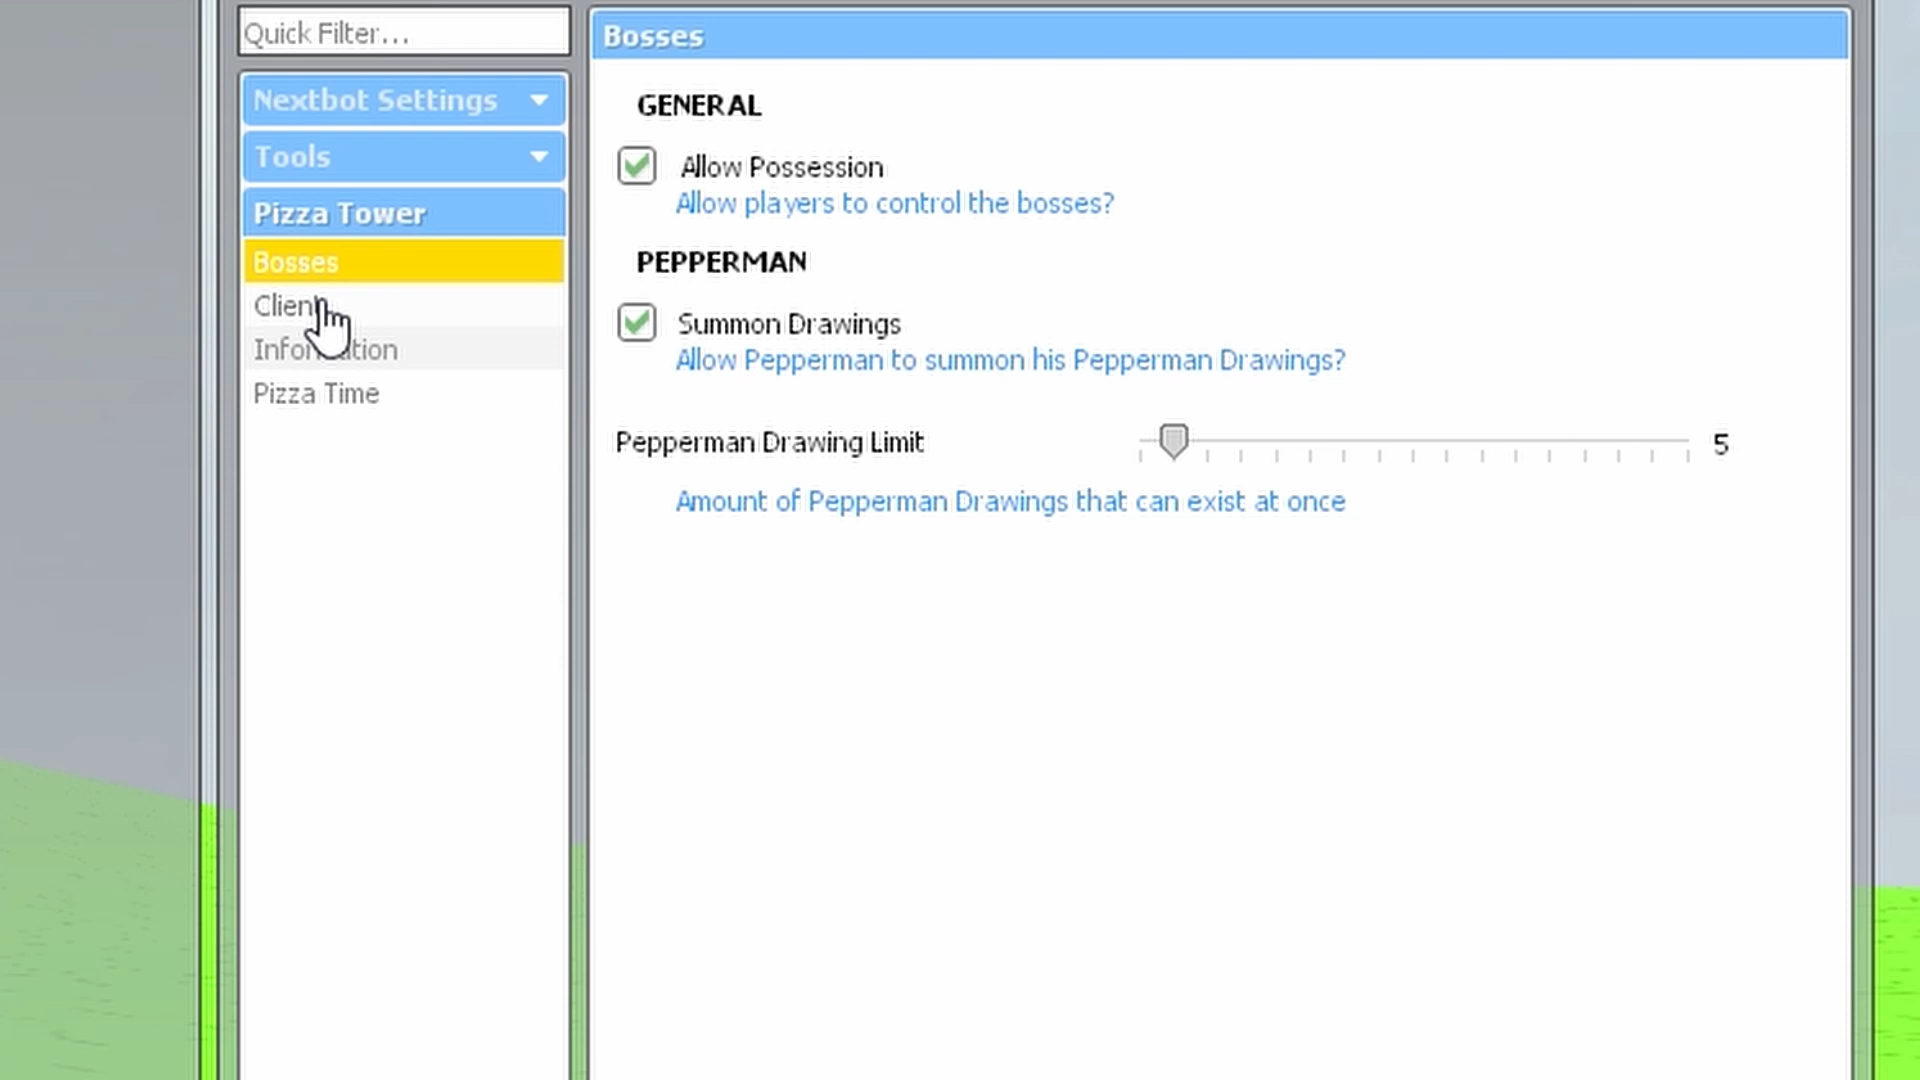 Quick Filter...
Nextbot Settings
Tools
Pizza Tower
Bosses
Client
Information
Pizza Time
Bosses
GENERAL
Allow Possession
Allow players to control the bosses?
PEPPERMAN
Summon Drawings
Allow Pepperman to summon his Pepperman Drawings?
Pepperman Drawing Limit
5
Amount of Pepperman Drawings that can exist at once